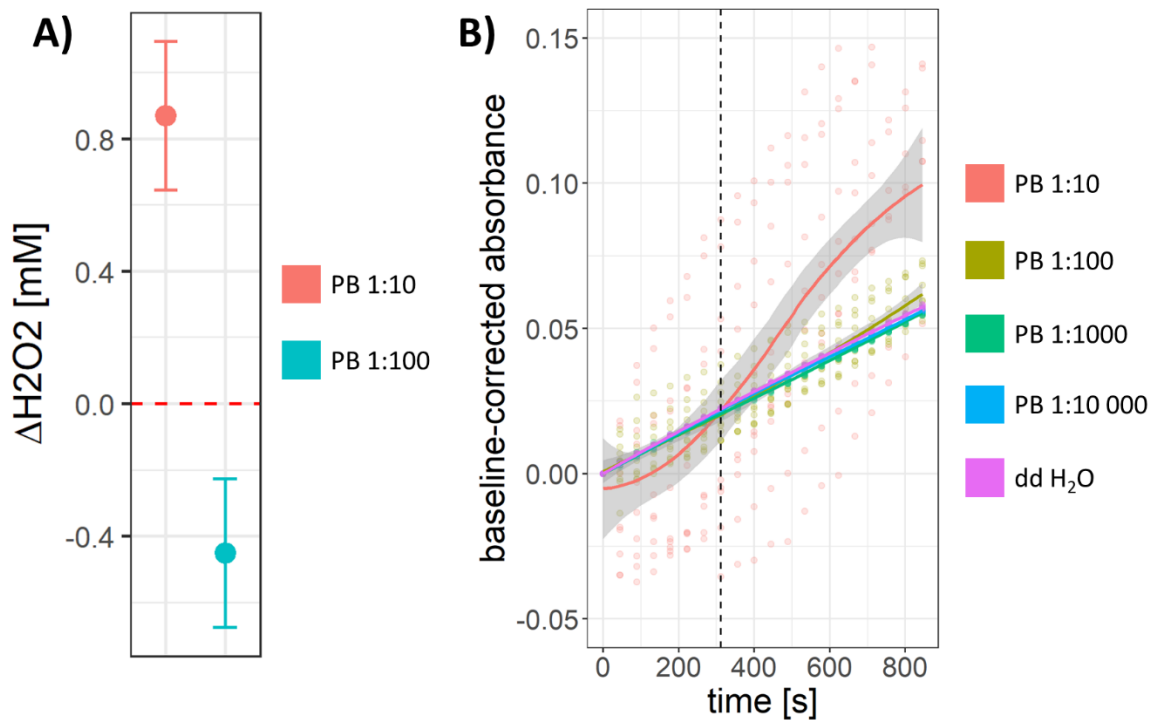 A)
ΔH2O2 [mM]
0.8
0.4
0.0
-0.4
PB 1:10
PB 1:100
B)
baseline-corrected absorbance
0.15
0.10
0.05
0.00
-0.05
0 200 400 600 800
time [s]
PB 1:10
PB 1:100
PB 1:1000
PB 1:10 000
dd H₂O